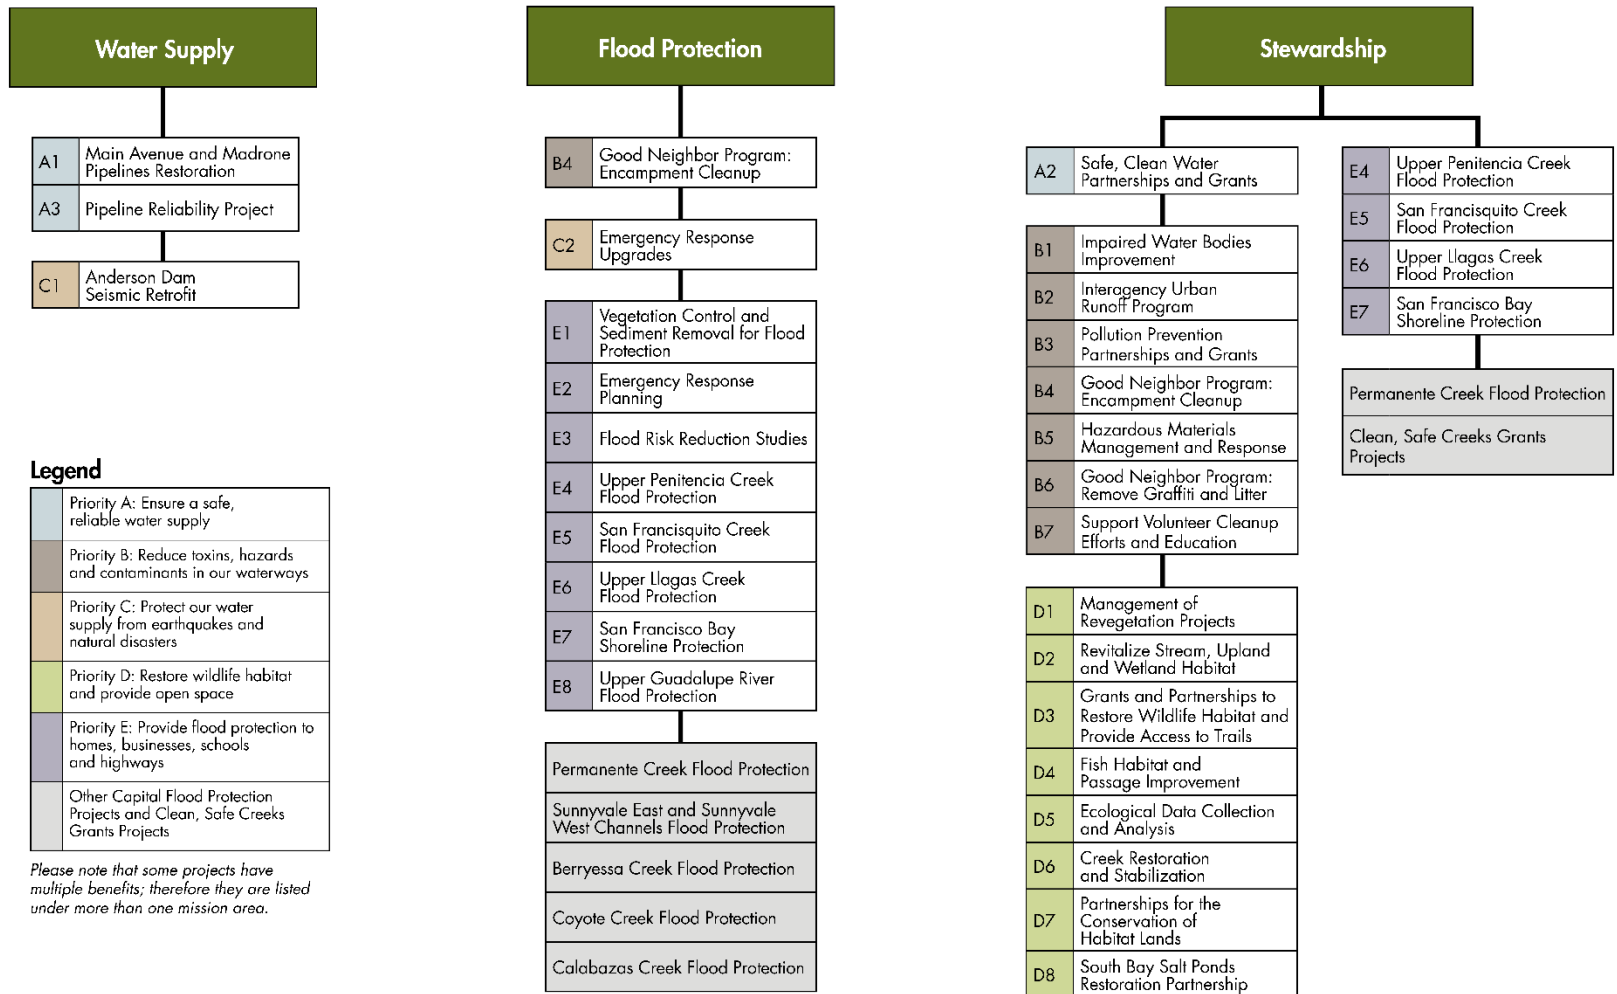 Water Supply
A1
Main Avenue and Madrone
Pipelines Restoration
A3
Pipeline Reliability Project
C1
Anderson Dam
Seismic Retrofit
Legend
Priority A: Ensure a safe,
reliable water supply
Priority B: Reduce toxins, hazards
and contaminants in our waterways
Priority C: Protect our water
supply from earthquakes and
natural disasters
Priority D: Restore wildlife habitat
and provide open space
Priority E: Provide flood protection to
homes, businesses, schools
and highways
Other Capital Flood Protection
Projects and Clean, Safe Creeks
Grants Projects
Please note that some projects have
multiple benefits; therefore they are listed
under more than one mission area.
Flood Protection
B4
Good Neighbor Program:
Encampment Cleanup
C2
Emergency Response
Upgrades
E1
Vegetation Control and
Sediment Removal for Flood
Protection
E2
Emergency Response
Planning
E3
Flood Risk Reduction Studies
E4
Upper Penitencia Creek
Flood Protection
E5
San Francisquito Creek
Flood Protection
E6
Upper Llagas Creek
Flood Protection
E7
San Francisco Bay
Shoreline Protection
E8
Upper Guadalupe River
Flood Protection
Permanente Creek Flood Protection
Sunnyvale East and Sunnyvale
West Channels Flood Protection
Berryessa Creek Flood Protection
Coyote Creek Flood Protection
Calabazas Creek Flood Protection
Stewardship
A2
Safe, Clean Water
Partnerships and Grants
B1
Impaired Water Bodies
Improvement
B2
Interagency Urban
Runoff Program
B3
Pollution Prevention
Partnerships and Grants
B4
Good Neighbor Program:
Encampment Cleanup
B5
Hazardous Materials
Management and Response
B6
Good Neighbor Program:
Remove Graffiti and Litter
B7
Support Volunteer Cleanup
Efforts and Education
D1
Management of
Revegetation Projects
D2
Revitalize Stream, Upland
and Wetland Habitat
D3
Grants and Partnerships to
Restore Wildlife Habitat and
Provide Access to Trails
D4
Fish Habitat and
Passage Improvement
D5
Ecological Data Collection
and Analysis
D6
Creek Restoration
and Stabilization
D7
Partnerships for the
Conservation of
Habitat Lands
D8
South Bay Salt Ponds
Restoration Partnership
E4
Upper Penitencia Creek
Flood Protection
E5
San Francisquito Creek
Flood Protection
E6
Upper Llagas Creek
Flood Protection
E7
San Francisco Bay
Shoreline Protection
Permanente Creek Flood Protection
Clean, Safe Creeks Grants
Projects